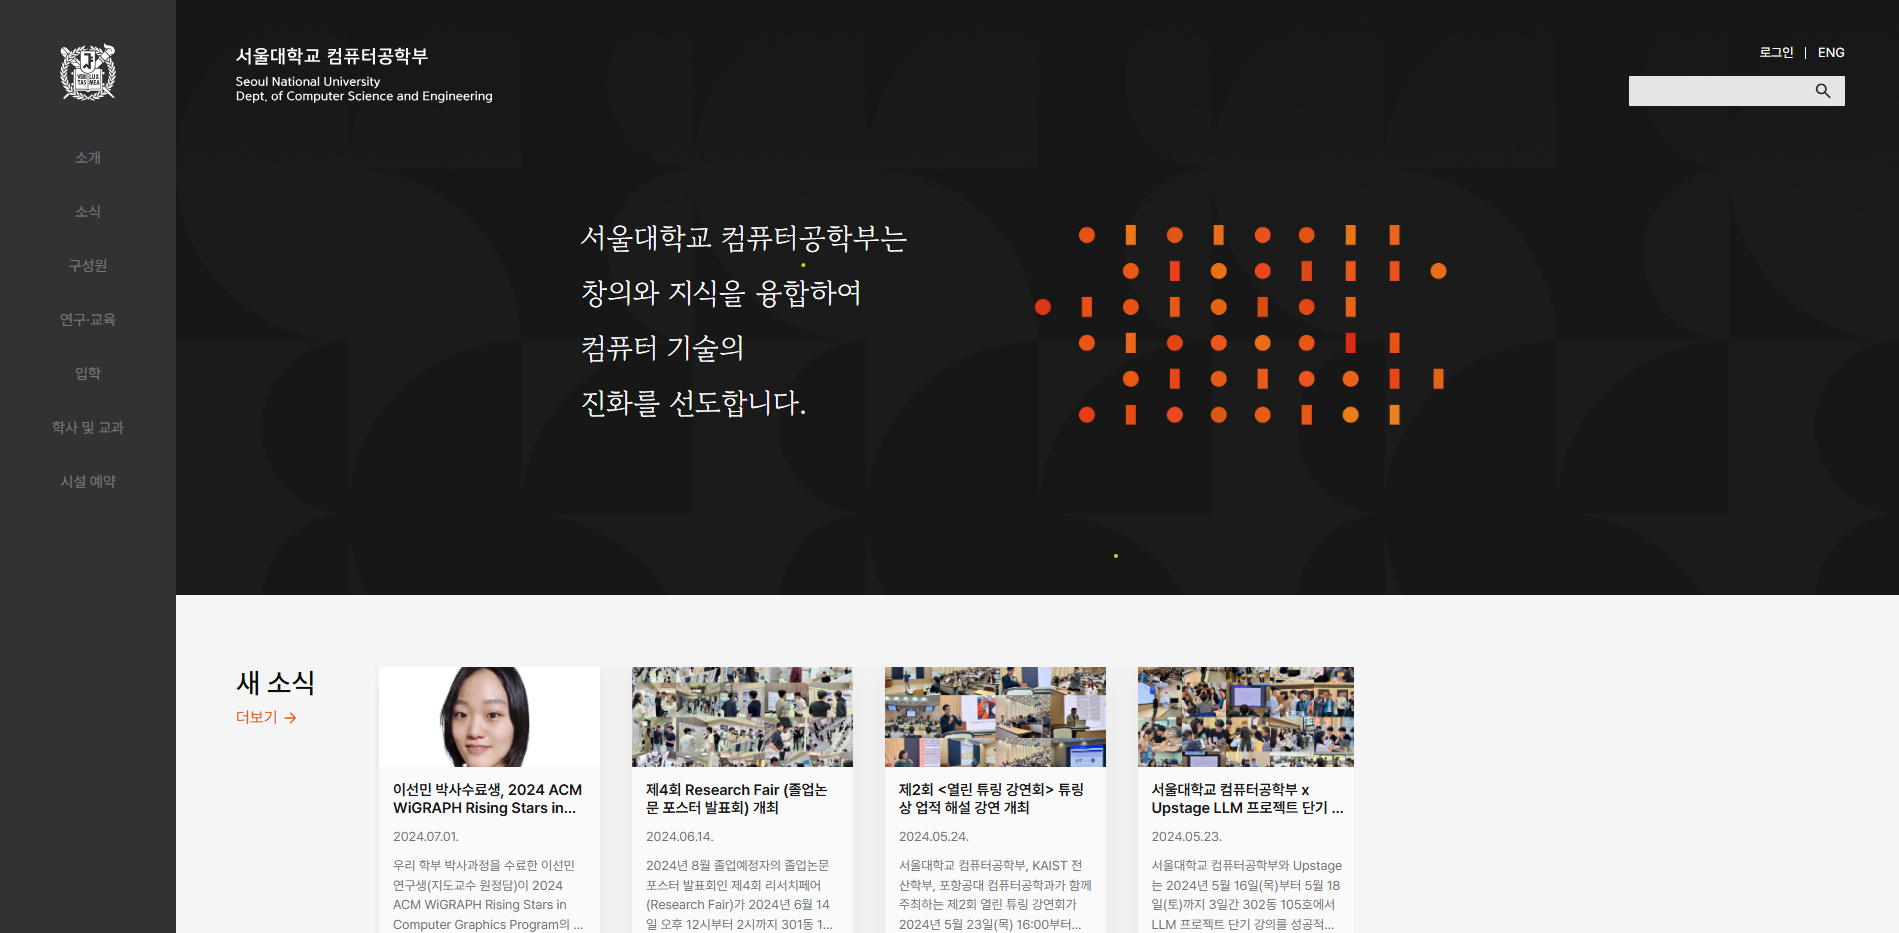 VERI LUX
TAS MEA
소개
소식
구성원
연구·교육
입학
학사 및 교과
시설 예약
서울대학교 컴퓨터공학부
Seoul National University
Dept. of Computer Science and Engineering
로그인 | ENG
서울대학교 컴퓨터공학부는
창의와 지식을 융합하여
컴퓨터 기술의
진화를 선도합니다.
새 소식
더보기 →
이선민 박사수료생, 2024 ACM
WiGRAPH Rising Stars in...
2024.07.01.
우리 학부 박사과정을 수료한 이선민
연구생(지도교수 원정담)이 2024
ACM WiGRAPH Rising Stars in
Computer Graphics Program의 ...
제4회 Research Fair (졸업논
문 포스터 발표회) 개최
2024.06.14.
2024년 8월 졸업예정자의 졸업논문
포스터 발표회인 제4회 리서치페어
(Research Fair)가 2024년 6월 14
일 오후 12시부터 2시까지 301동 1...
제2회 <열린 튜링 강연회> 튜링
상 업적 해설 강연 개최
2024.05.24.
서울대학교 컴퓨터공학부, KAIST 전
산학부, 포항공대 컴퓨터공학과가 함께
주최하는 제2회 열린 튜링 강연회가
2024년 5월 23일(목) 16:00부터...
서울대학교 컴퓨터공학부 x
Upstage LLM 프로젝트 단기 ...
2024.05.23.
서울대학교 컴퓨터공학부와 Upstage
는 2024년 5월 16일(목)부터 5월 18
일(토)까지 3일간 302동 105호에서
LLM 프로젝트 단기 강의를 성공적...